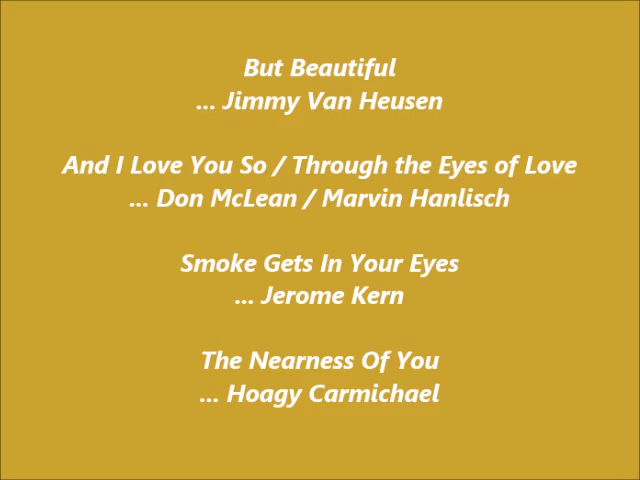 But Beautiful
... Jimmy Van Heusen
And I Love You So / Through the Eyes of Love
... Don McLean / Marvin Hanlisch
Smoke Gets In Your Eyes
... Jerome Kern
The Nearness Of You
... Hoagy Carmichael